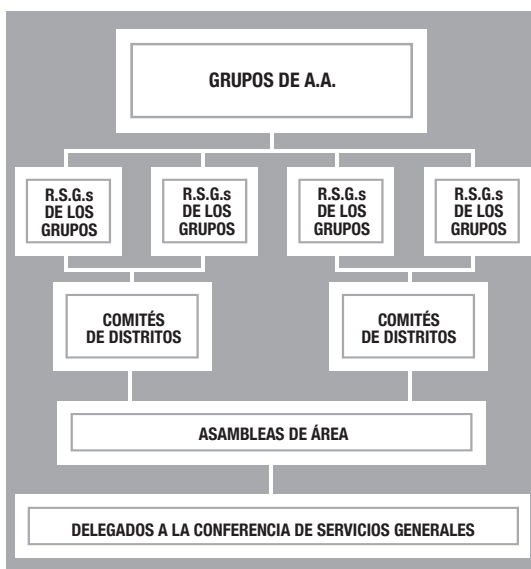 GRUPOS DE A.A.
R.S.G.s
DE LOS
GRUPOS
R.S.G.s
DE LOS
GRUPOS
R.S.G.s
DE LOS
GRUPOS
R.S.G.s
DE LOS
GRUPOS
COMITÉS
DE DISTRITOS
COMITÉS
DE DISTRITOS
ASAMBLEAS DE ÁREA
DELEGADOS A LA CONFERENCIA DE SERVICIOS GENERALES